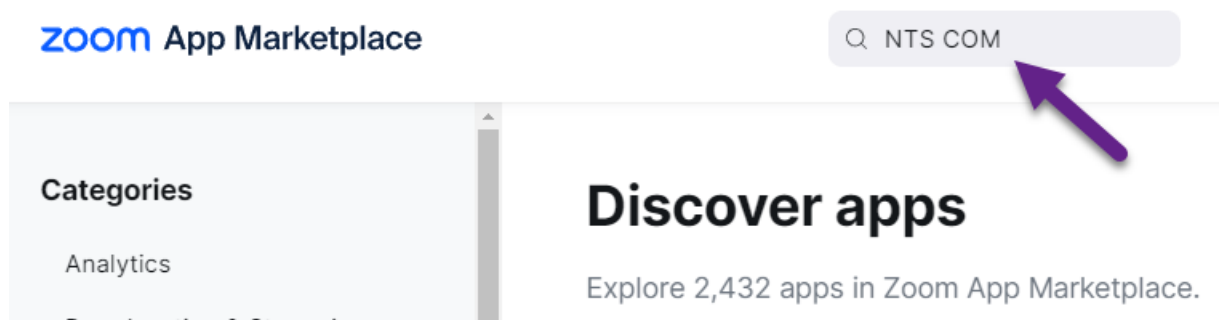 zoom App Marketplace
NTS COM
Categories
Analytics
Discover apps
Explore 2,432 apps in Zoom App Marketplace.